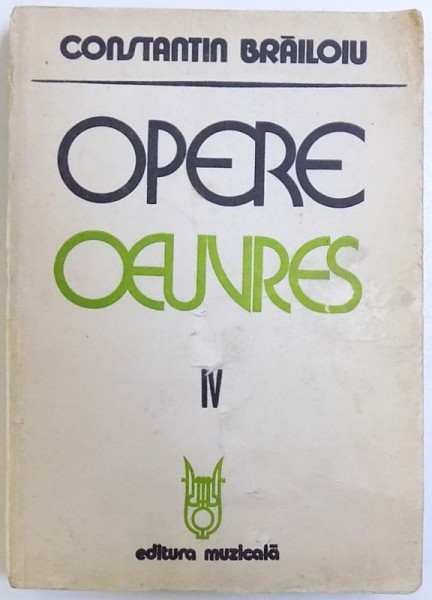 CONSTANTIN BRĂILOIU
OPERE
OEUVRES
IV
editura muzicală